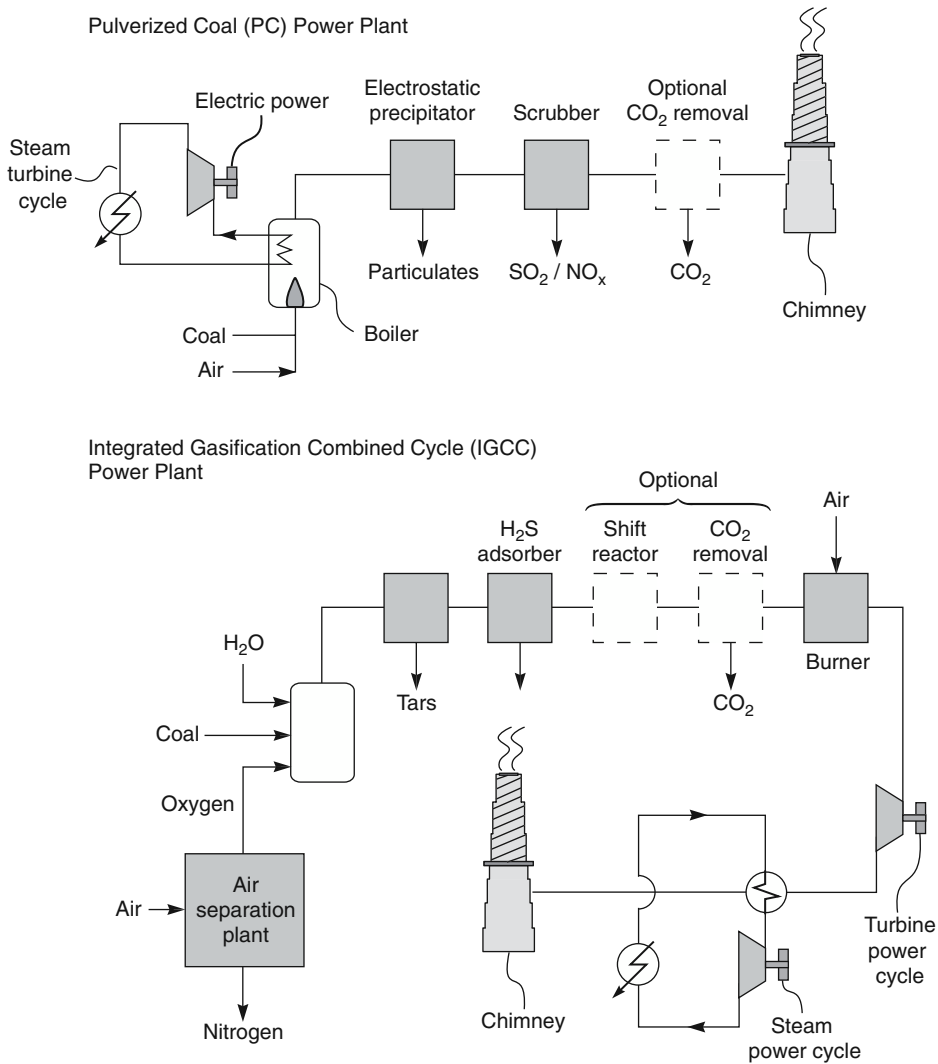 Pulverized Coal (PC) Power Plant
Electric power
Steam
turbine
cycle
Electrostatic
precipitator
Scrubber
Optional
CO₂ removal
Particulates
SO₂ / NOₓ
CO₂
Chimney
Boiler
Coal
Air
Integrated Gasification Combined Cycle (IGCC)
Power Plant
Optional
H₂S
adsorber
Shift
reactor
CO₂
removal
Air
Burner
H₂O
Coal
Oxygen
Tars
CO₂
Air
Air
separation
plant
Nitrogen
Chimney
Turbine
power
cycle
Steam
power cycle